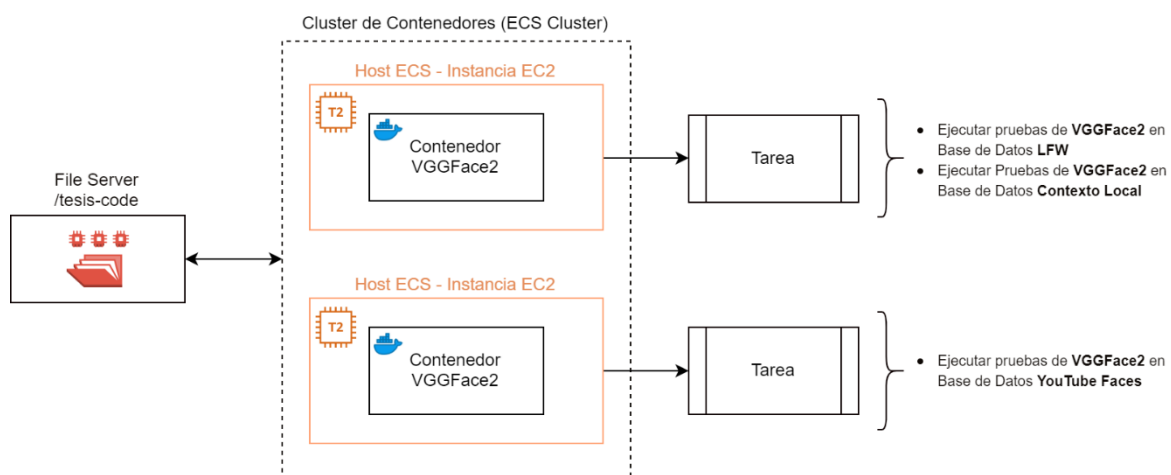 Cluster de Contenedores (ECS Cluster)
Host ECS - Instancia EC2
T2
Contenedor
VGGFace2
Tarea
• Ejecutar pruebas de VGGFace2 en
Base de Datos LFW
• Ejecutar Pruebas de VGGFace2 en
Base de Datos Contexto Local
File Server
/tesis-code
Host ECS - Instancia EC2
T2
Contenedor
VGGFace2
Tarea
• Ejecutar pruebas de VGGFace2 en
Base de Datos YouTube Faces